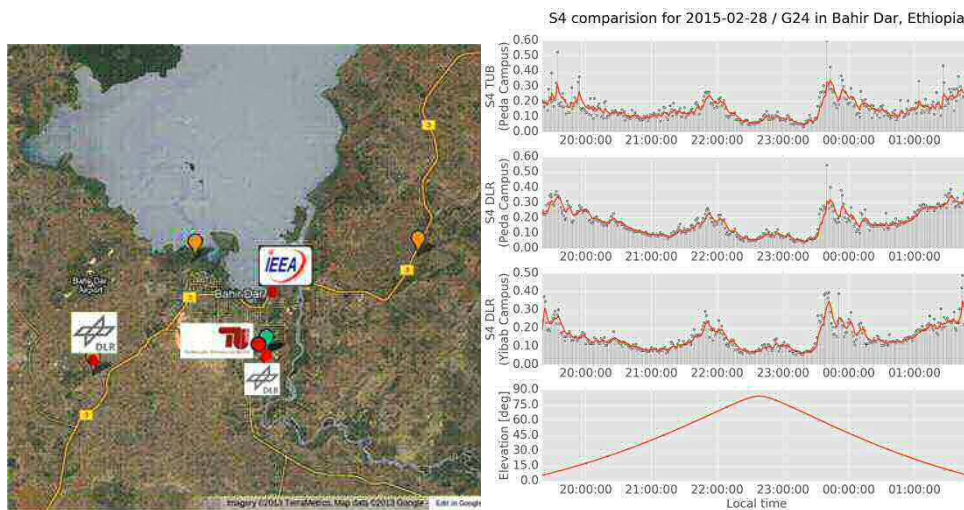 S4 comparision for 2015-02-28 / G24 in Bahir Dar, Ethiopia
3
IEEA
3
Bahir Dar
Airport
Bahir Dar
3
DLR
TU
DLR
3
Imagery ©2013 TerraMetrics, Map data ©2013 Google -
Edit in Google
S4 TUB
(Peda Campus)
0.60
0.50
0.40
0.30
0.20
0.10
0.00
20:00:00 21:00:00 22:00:00 23:00:00 00:00:00 01:00:00
S4 DLR
(Peda Campus)
0.60
0.50
0.40
0.30
0.20
0.10
0.00
20:00:00 21:00:00 22:00:00 23:00:00 00:00:00 01:00:00
S4 DLR
(Yibab Campus)
0.50
0.40
0.30
0.20
0.10
0.00
20:00:00 21:00:00 22:00:00 23:00:00 00:00:00 01:00:00
Elevation [deg]
90.0
75.0
60.0
45.0
30.0
15.0
0.0
20:00:00 21:00:00 22:00:00 23:00:00 00:00:00 01:00:00
Local time